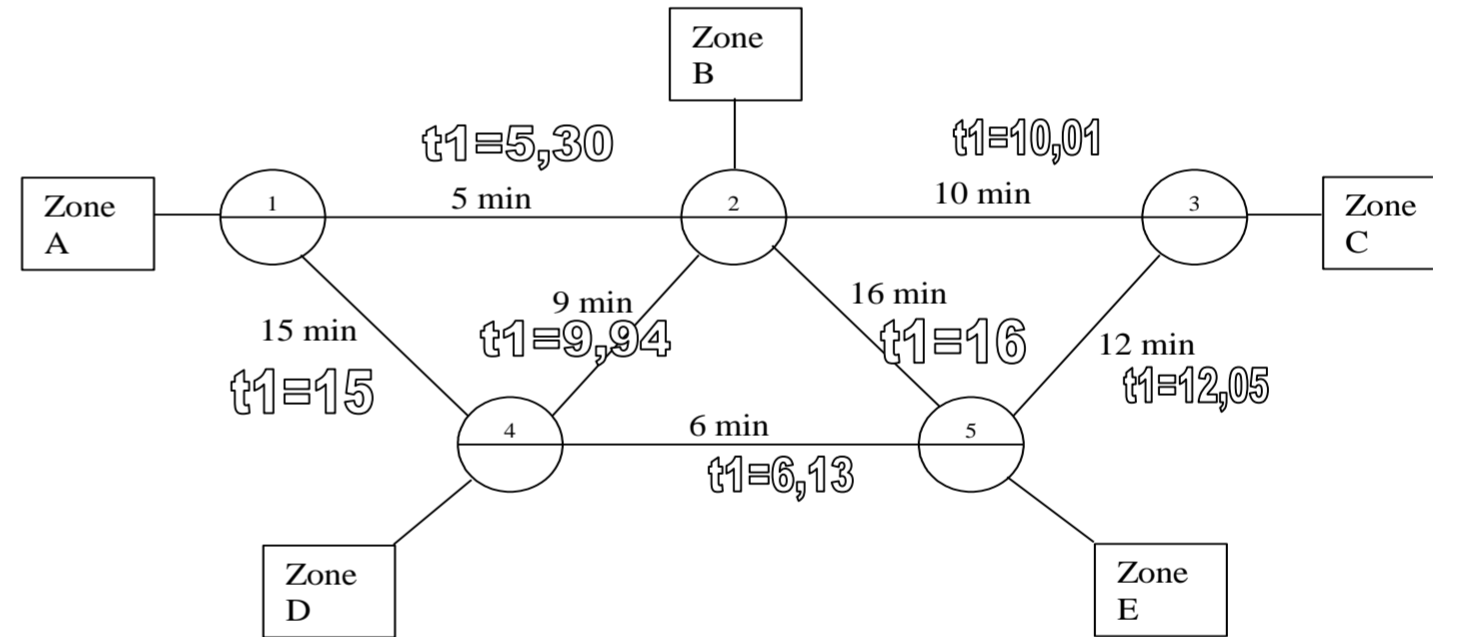 Zone
B
t1=5,30
t1=10,01
Zone
A
1
5 min
2
10 min
3
Zone
C
9 min
16 min
15 min
t1=9,94
t1=16
12 min
t1=15
t1=12,05
4
6 min
5
t1=6,13
Zone
D
Zone
E